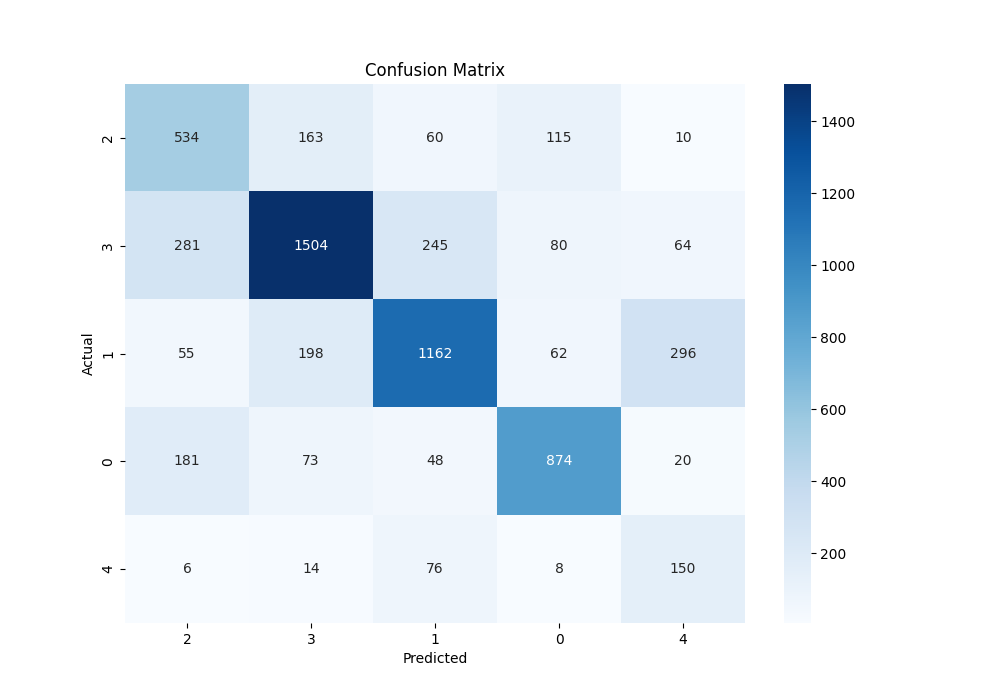 Confusion Matrix
2 534 163 60 115 10
3 281 1504 245 80 64
1 55 198 1162 62 296
0 181 73 48 874 20
4 6 14 76 8 150
2 3 1 0 4
Predicted
Actual
1400
1200
1000
800
600
400
200